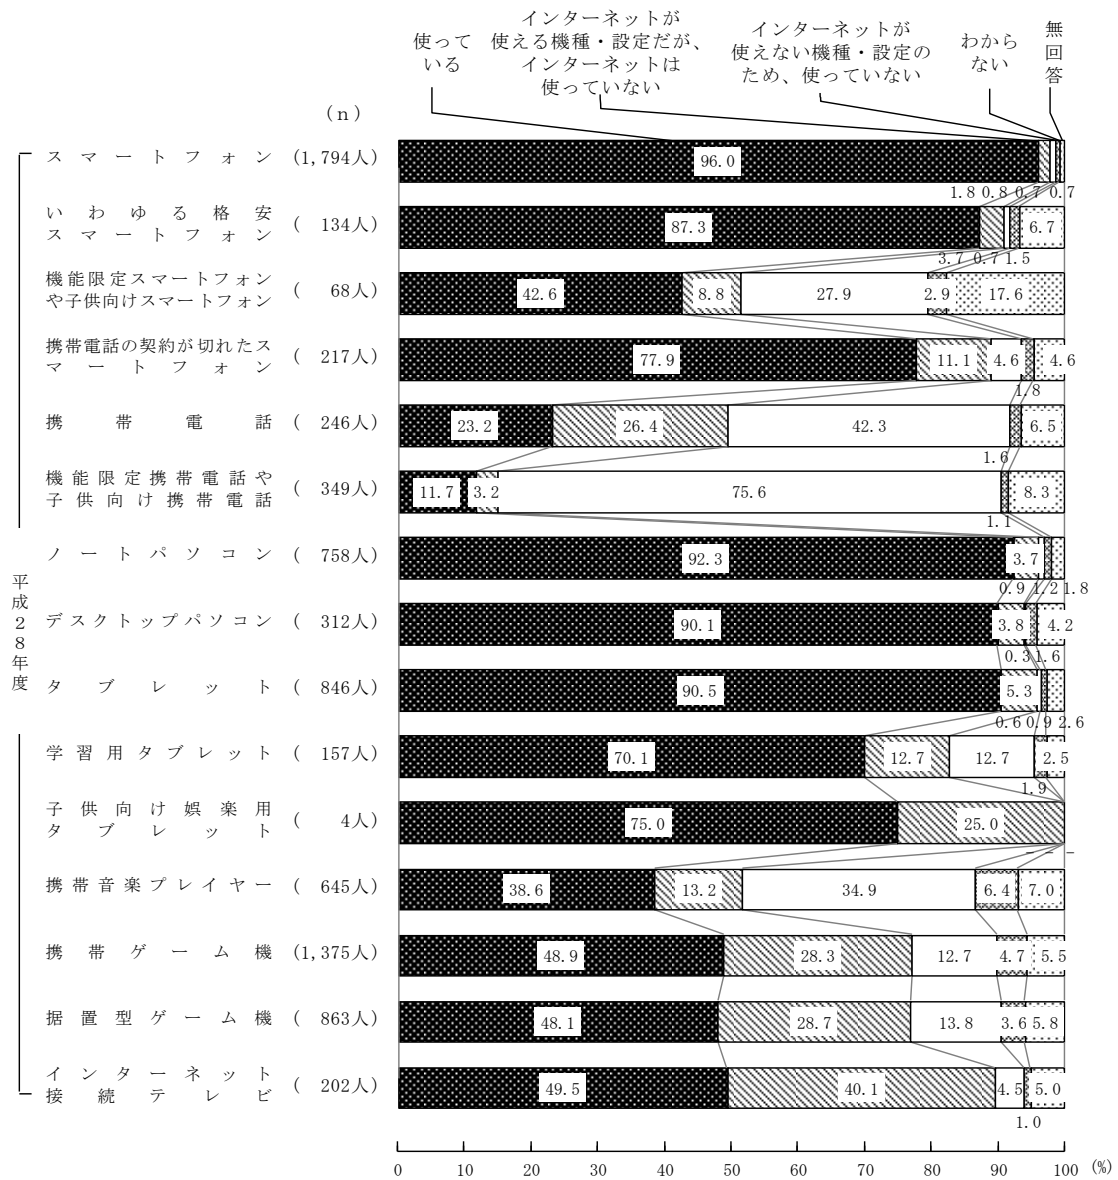 使って
いる
インターネットが
使える機種・設定だが、
インターネットは
使っていない
インターネットが
使えない機種・設定の
ため、使っていない
わから
ない
無
回
答
(n)
スマートフォン (1,794人) 96.0
1.8 0.8 0.7 0.7
いわゆる格安
スマートフォン ( 134人) 87.3 6.7
3.7 0.7 1.5
機能限定スマートフォン
や子供向けスマートフォン ( 68人) 42.6 8.8 27.9 2.9 17.6
携帯電話の契約が切れたス
マートフォン ( 217人) 77.9 11.1 4.6 4.6
1.8
携帯電話 ( 246人) 23.2 26.4 42.3 6.5
1.6
機能限定携帯電話や
子供向け携帯電話 ( 349人) 11.7 3.2 75.6 8.3
1.1
ノートパソコン ( 758人) 92.3 3.7
0.9 1.2 1.8
デスクトップパソコン ( 312人) 90.1 3.8 4.2
0.3 1.6
タブレット ( 846人) 90.5 5.3
0.6 0.9 2.6
学習用タブレット ( 157人) 70.1 12.7 12.7 2.5
1.9
子供向け娯楽用
タブレット ( 4人) 75.0 25.0
- - -
携帯音楽プレイヤー ( 645人) 38.6 13.2 34.9 6.4 7.0
携帯ゲーム機 (1,375人) 48.9 28.3 12.7 4.7 5.5
据置型ゲーム機 ( 863人) 48.1 28.7 13.8 3.6 5.8
インターネット
接続テレビ ( 202人) 49.5 40.1 4.5 5.0
1.0
平
成
2
8
年
度
0 10 20 30 40 50 60 70 80 90 100 (%)